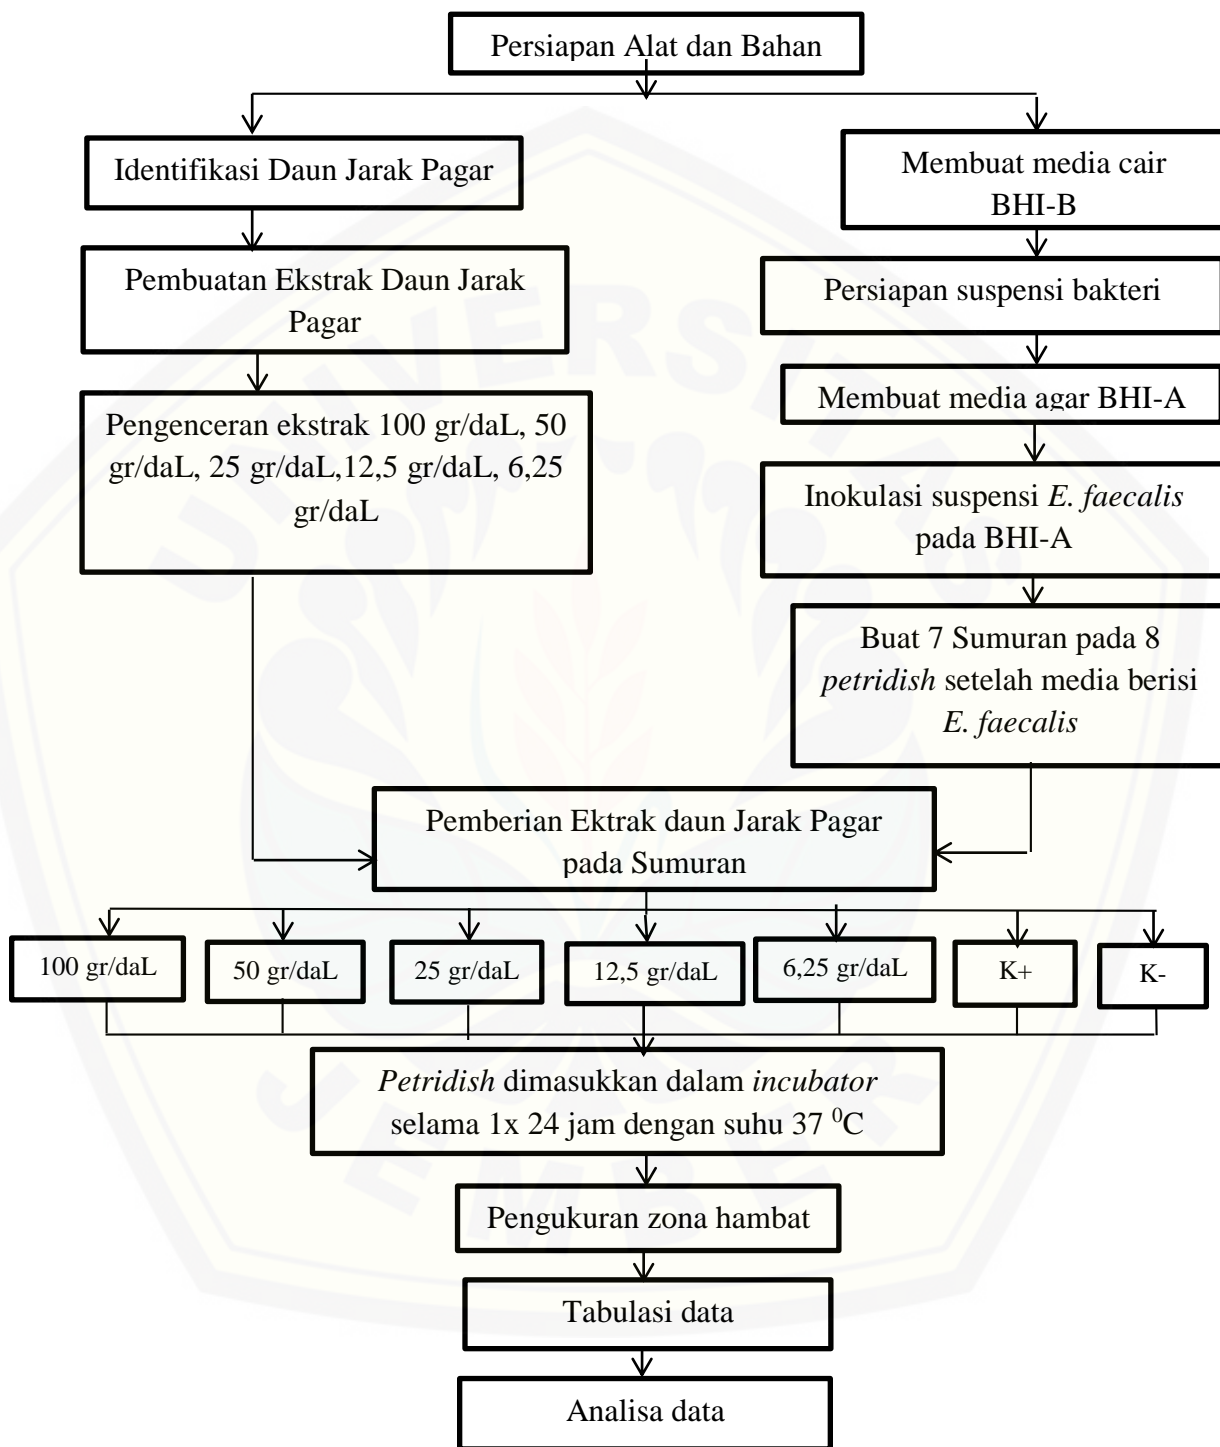 Persiapan Alat dan Bahan
Identifikasi Daun Jarak Pagar
Pembuatan Ekstrak Daun Jarak
Pagar
Pengenceran ekstrak 100 gr/daL, 50
gr/daL, 25 gr/daL,12,5 gr/daL, 6,25
gr/daL
Membuat media cair
BHI-B
Persiapan suspensi bakteri
Membuat media agar BHI-A
Inokulasi suspensi E. faecalis
pada BHI-A
Buat 7 Sumuran pada 8
petridish setelah media berisi
E. faecalis
Pemberian Ektrak daun Jarak Pagar
pada Sumuran
100 gr/daL
50 gr/daL
25 gr/daL
12,5 gr/daL
6,25 gr/daL
K+
K-
Petridish dimasukkan dalam incubator
selama 1x 24 jam dengan suhu 37 ⁰C
Pengukuran zona hambat
Tabulasi data
Analisa data
UNIVERSITAS
JEMBER